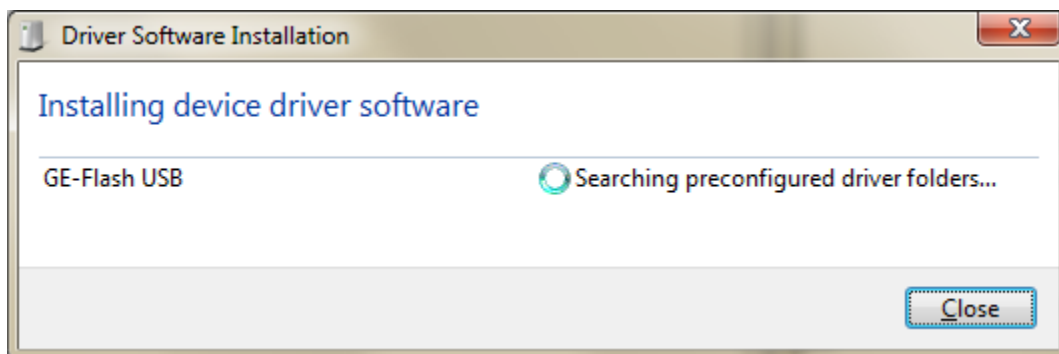 Driver Software Installation
Installing device driver software
GE-Flash USB Searching preconfigured driver folders...
Close